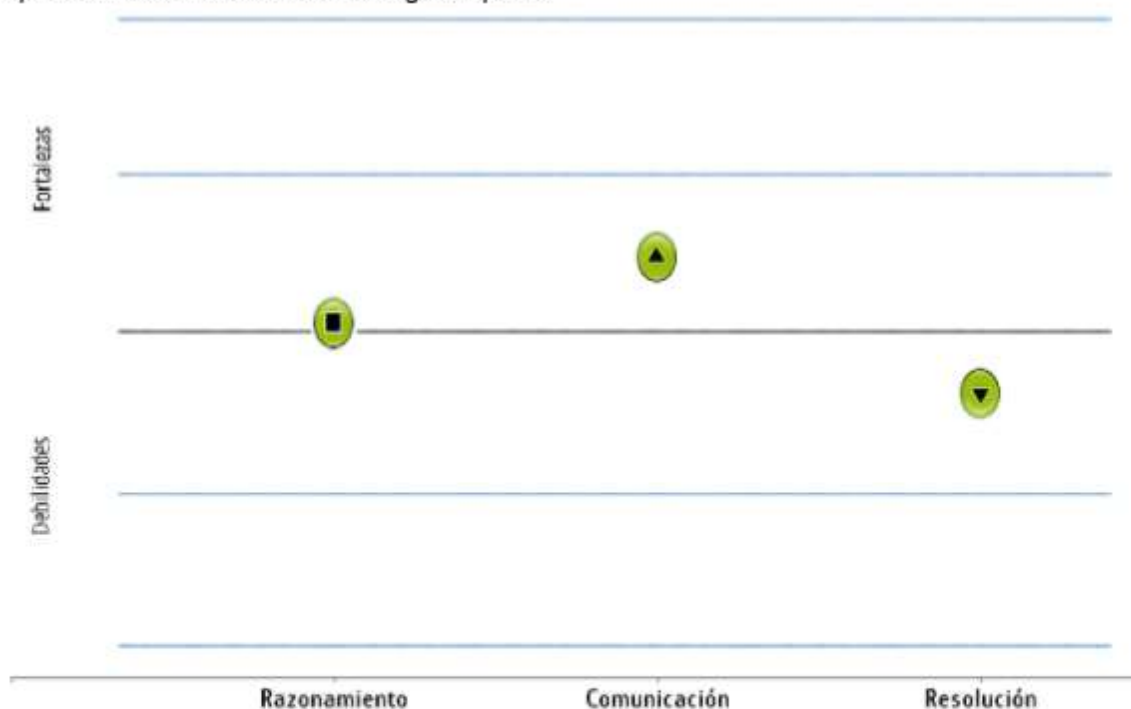 Fortalezas
Debilidades
Razonamiento
Comunicación
Resolución